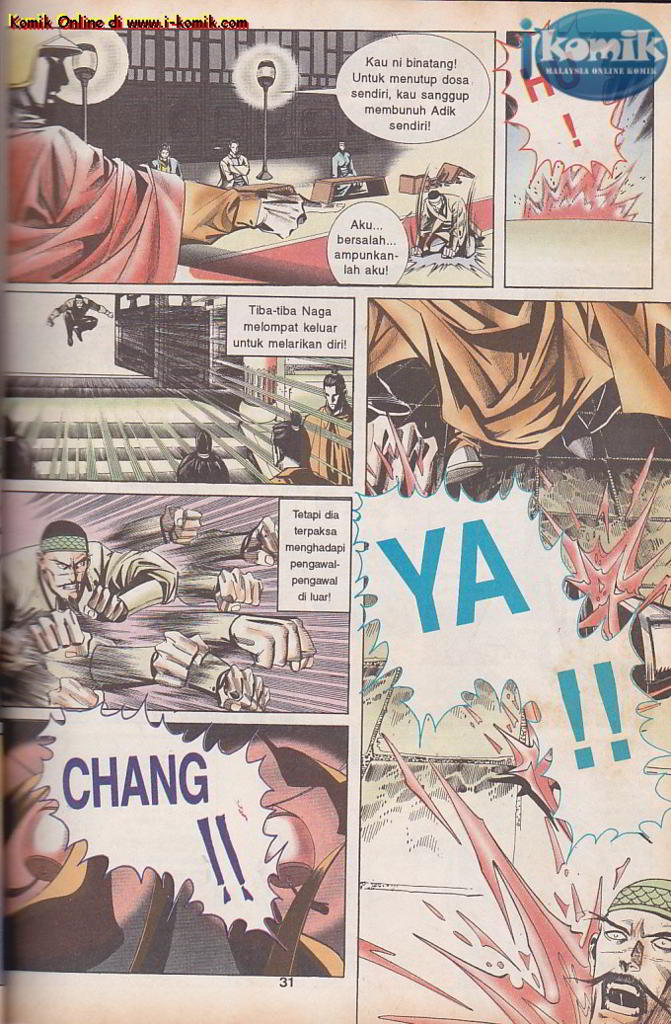 Komik Online di www.i-komik.com
komik
MALAYSIA ONLINE KOMIK
Kau ni binatang!
Untuk menutup dosa
sendiri, kau sanggup
membunuh Adik
sendiri!
Aku...
bersalah...
ampunkan-
lah aku!
!
Tiba-tiba Naga
melompat keluar
untuk melarikan diri!
YA
!!
Tetapi dia
terpaksa
menghadapi
pengawal-
pengawal
di luar!
CHANG
!!
31